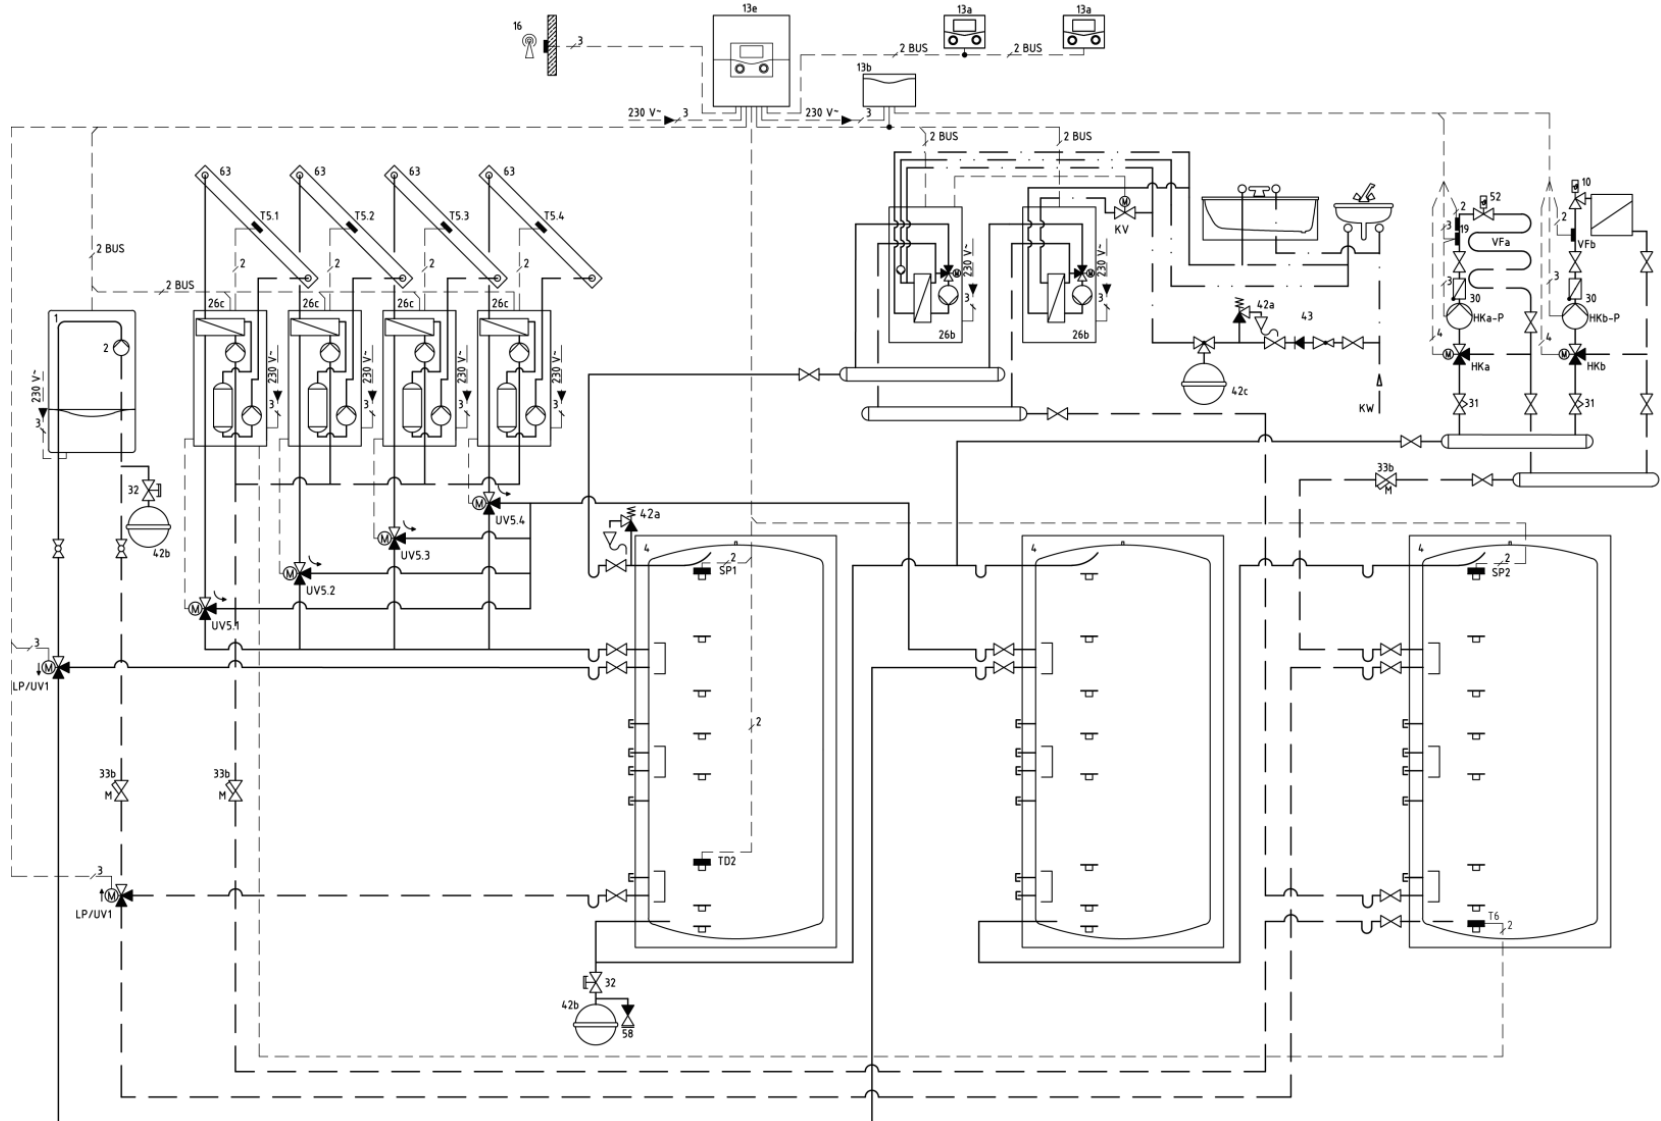 13e
13a
13a
16
3
2 BUS
2 BUS
13b
230 V~
3
230 V~
3
2 BUS
2 BUS
63
63
63
63
T5.1
T5.2
T5.3
T5.4
2 BUS
2
2
2
2
2 BUS
26c
26c
26c
26c
1
2
230 V~
3
230 V~
3
230 V~
3
230 V~
3
230 V~
3
M
KV
M
230 V~
3
26b
M
230 V~
3
26b
42a
43
42c
KW
2
52
10
3
19
VFa
2
VFb
3
30
3
30
HKa-P
HKb-P
4
4
M
HKa
M
HKb
31
31
32
42b
33b
M
M
UV5.4
M
UV5.3
M
UV5.2
M
UV5.1
42a
4
2
SP1
4
4
2
SP2
3
M
LP/UV1
2
33b
M
33b
M
TD2
3
M
LP/UV1
T6
2
32
42b
58